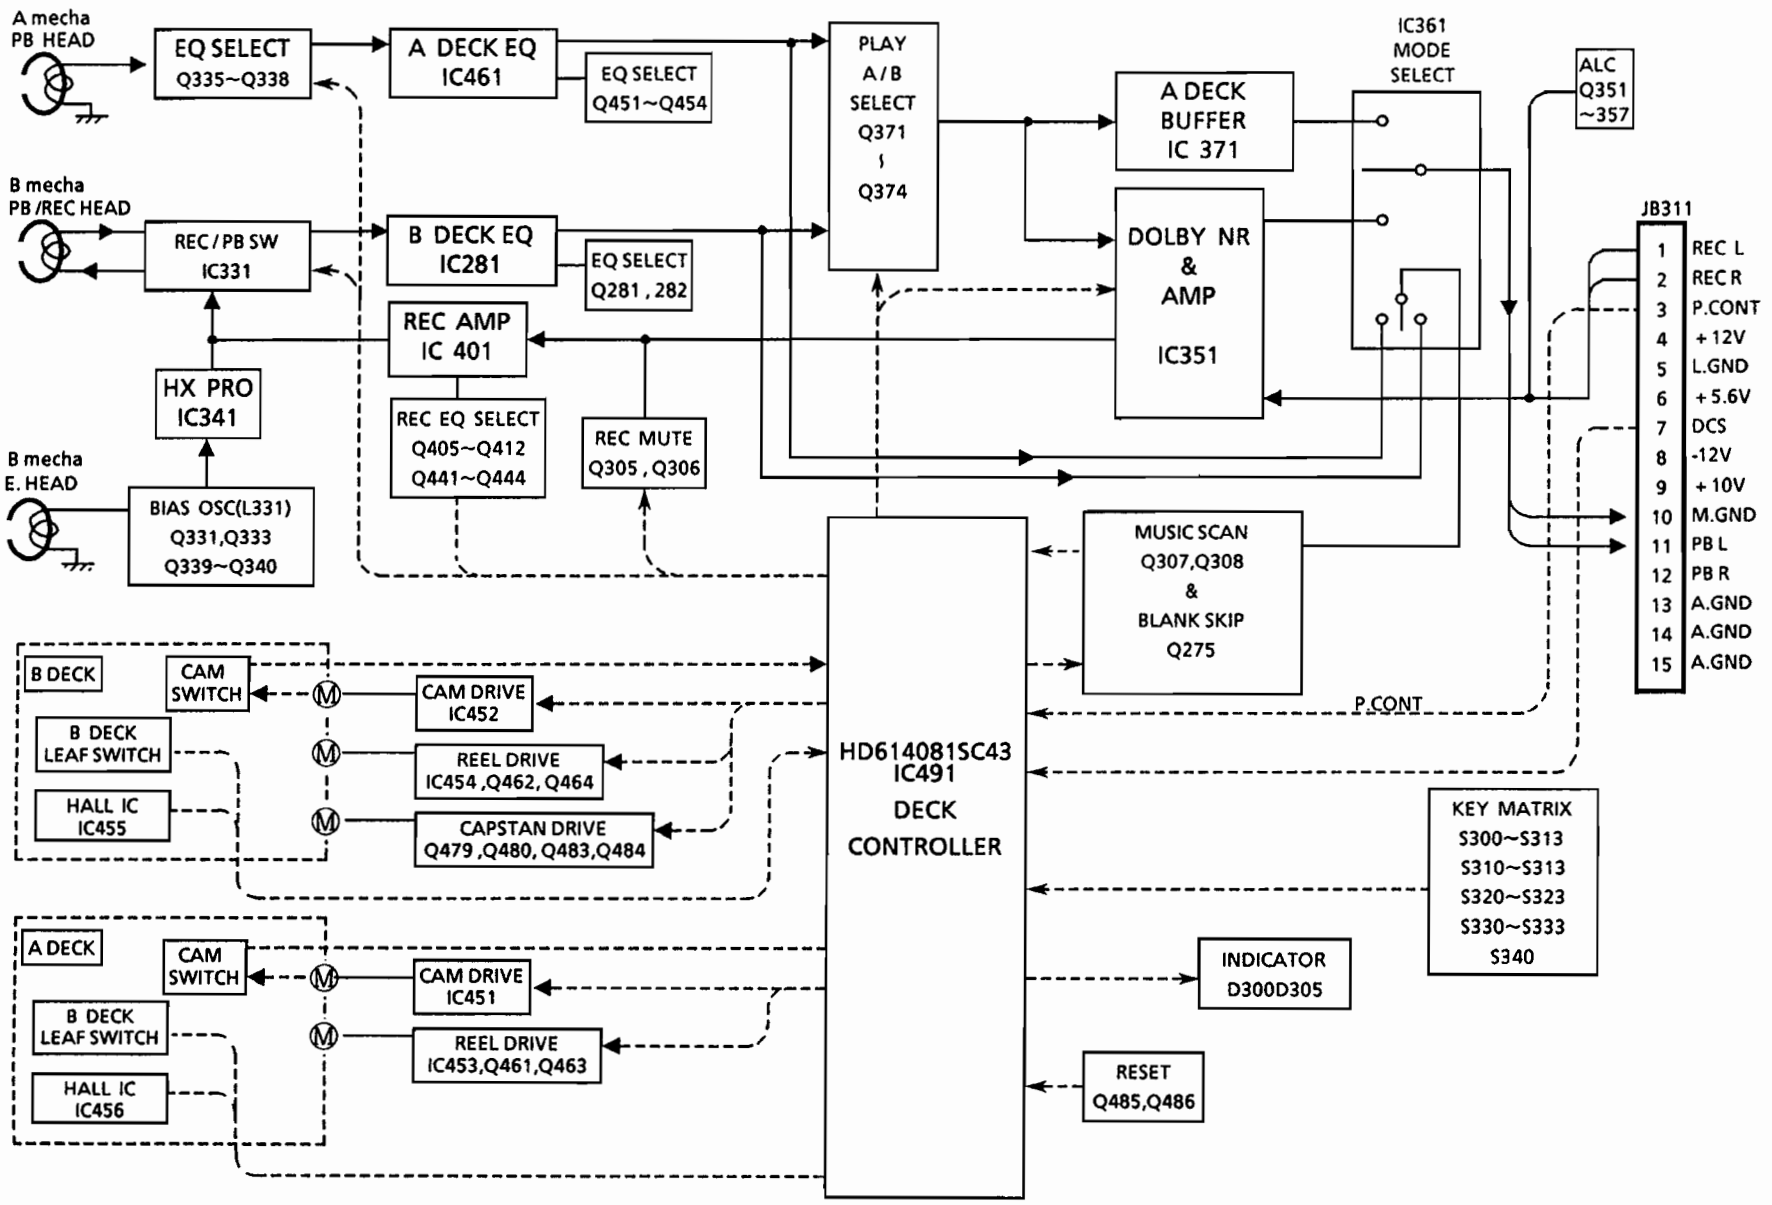 A mecha
PB HEAD
EQ SELECT
Q335~Q338
A DECK EQ
IC461
EQ SELECT
Q451~Q454
PLAY
A/B
SELECT
Q371
~
Q374
A DECK
BUFFER
IC 371
IC361
MODE
SELECT
ALC
Q351
~357
B mecha
PB/REC HEAD
REC/PB SW
IC331
B DECK EQ
IC281
EQ SELECT
Q281, 282
DOLBY NR
&
AMP
IC351
REC AMP
IC 401
HX PRO
IC341
REC EQ SELECT
Q405~Q412
Q441~Q444
REC MUTE
Q305, Q306
B mecha
E. HEAD
BIAS OSC(L331)
Q331,Q333
Q339~Q340
JB311
1 REC L
2 REC R
3 P.CONT
4 +12V
5 L.GND
6 +5.6V
7 DCS
8 -12V
9 +10V
10 M.GND
11 PB L
12 PB R
13 A.GND
14 A.GND
15 A.GND
MUSIC SCAN
Q307,Q308
&
BLANK SKIP
Q275
P.CONT
HD614081SC43
IC491
DECK
CONTROLLER
B DECK
CAM
SWITCH
M
CAM DRIVE
IC452
B DECK
LEAF SWITCH
M
REEL DRIVE
IC454,Q462,Q464
HALL IC
IC455
M
CAPSTAN DRIVE
Q479,Q480,Q483,Q484
KEY MATRIX
S300~S313
S310~S313
S320~S323
S330~S333
S340
A DECK
CAM
SWITCH
M
CAM DRIVE
IC451
B DECK
LEAF SWITCH
M
REEL DRIVE
IC453,Q461,Q463
HALL IC
IC456
INDICATOR
D300D305
RESET
Q485,Q486